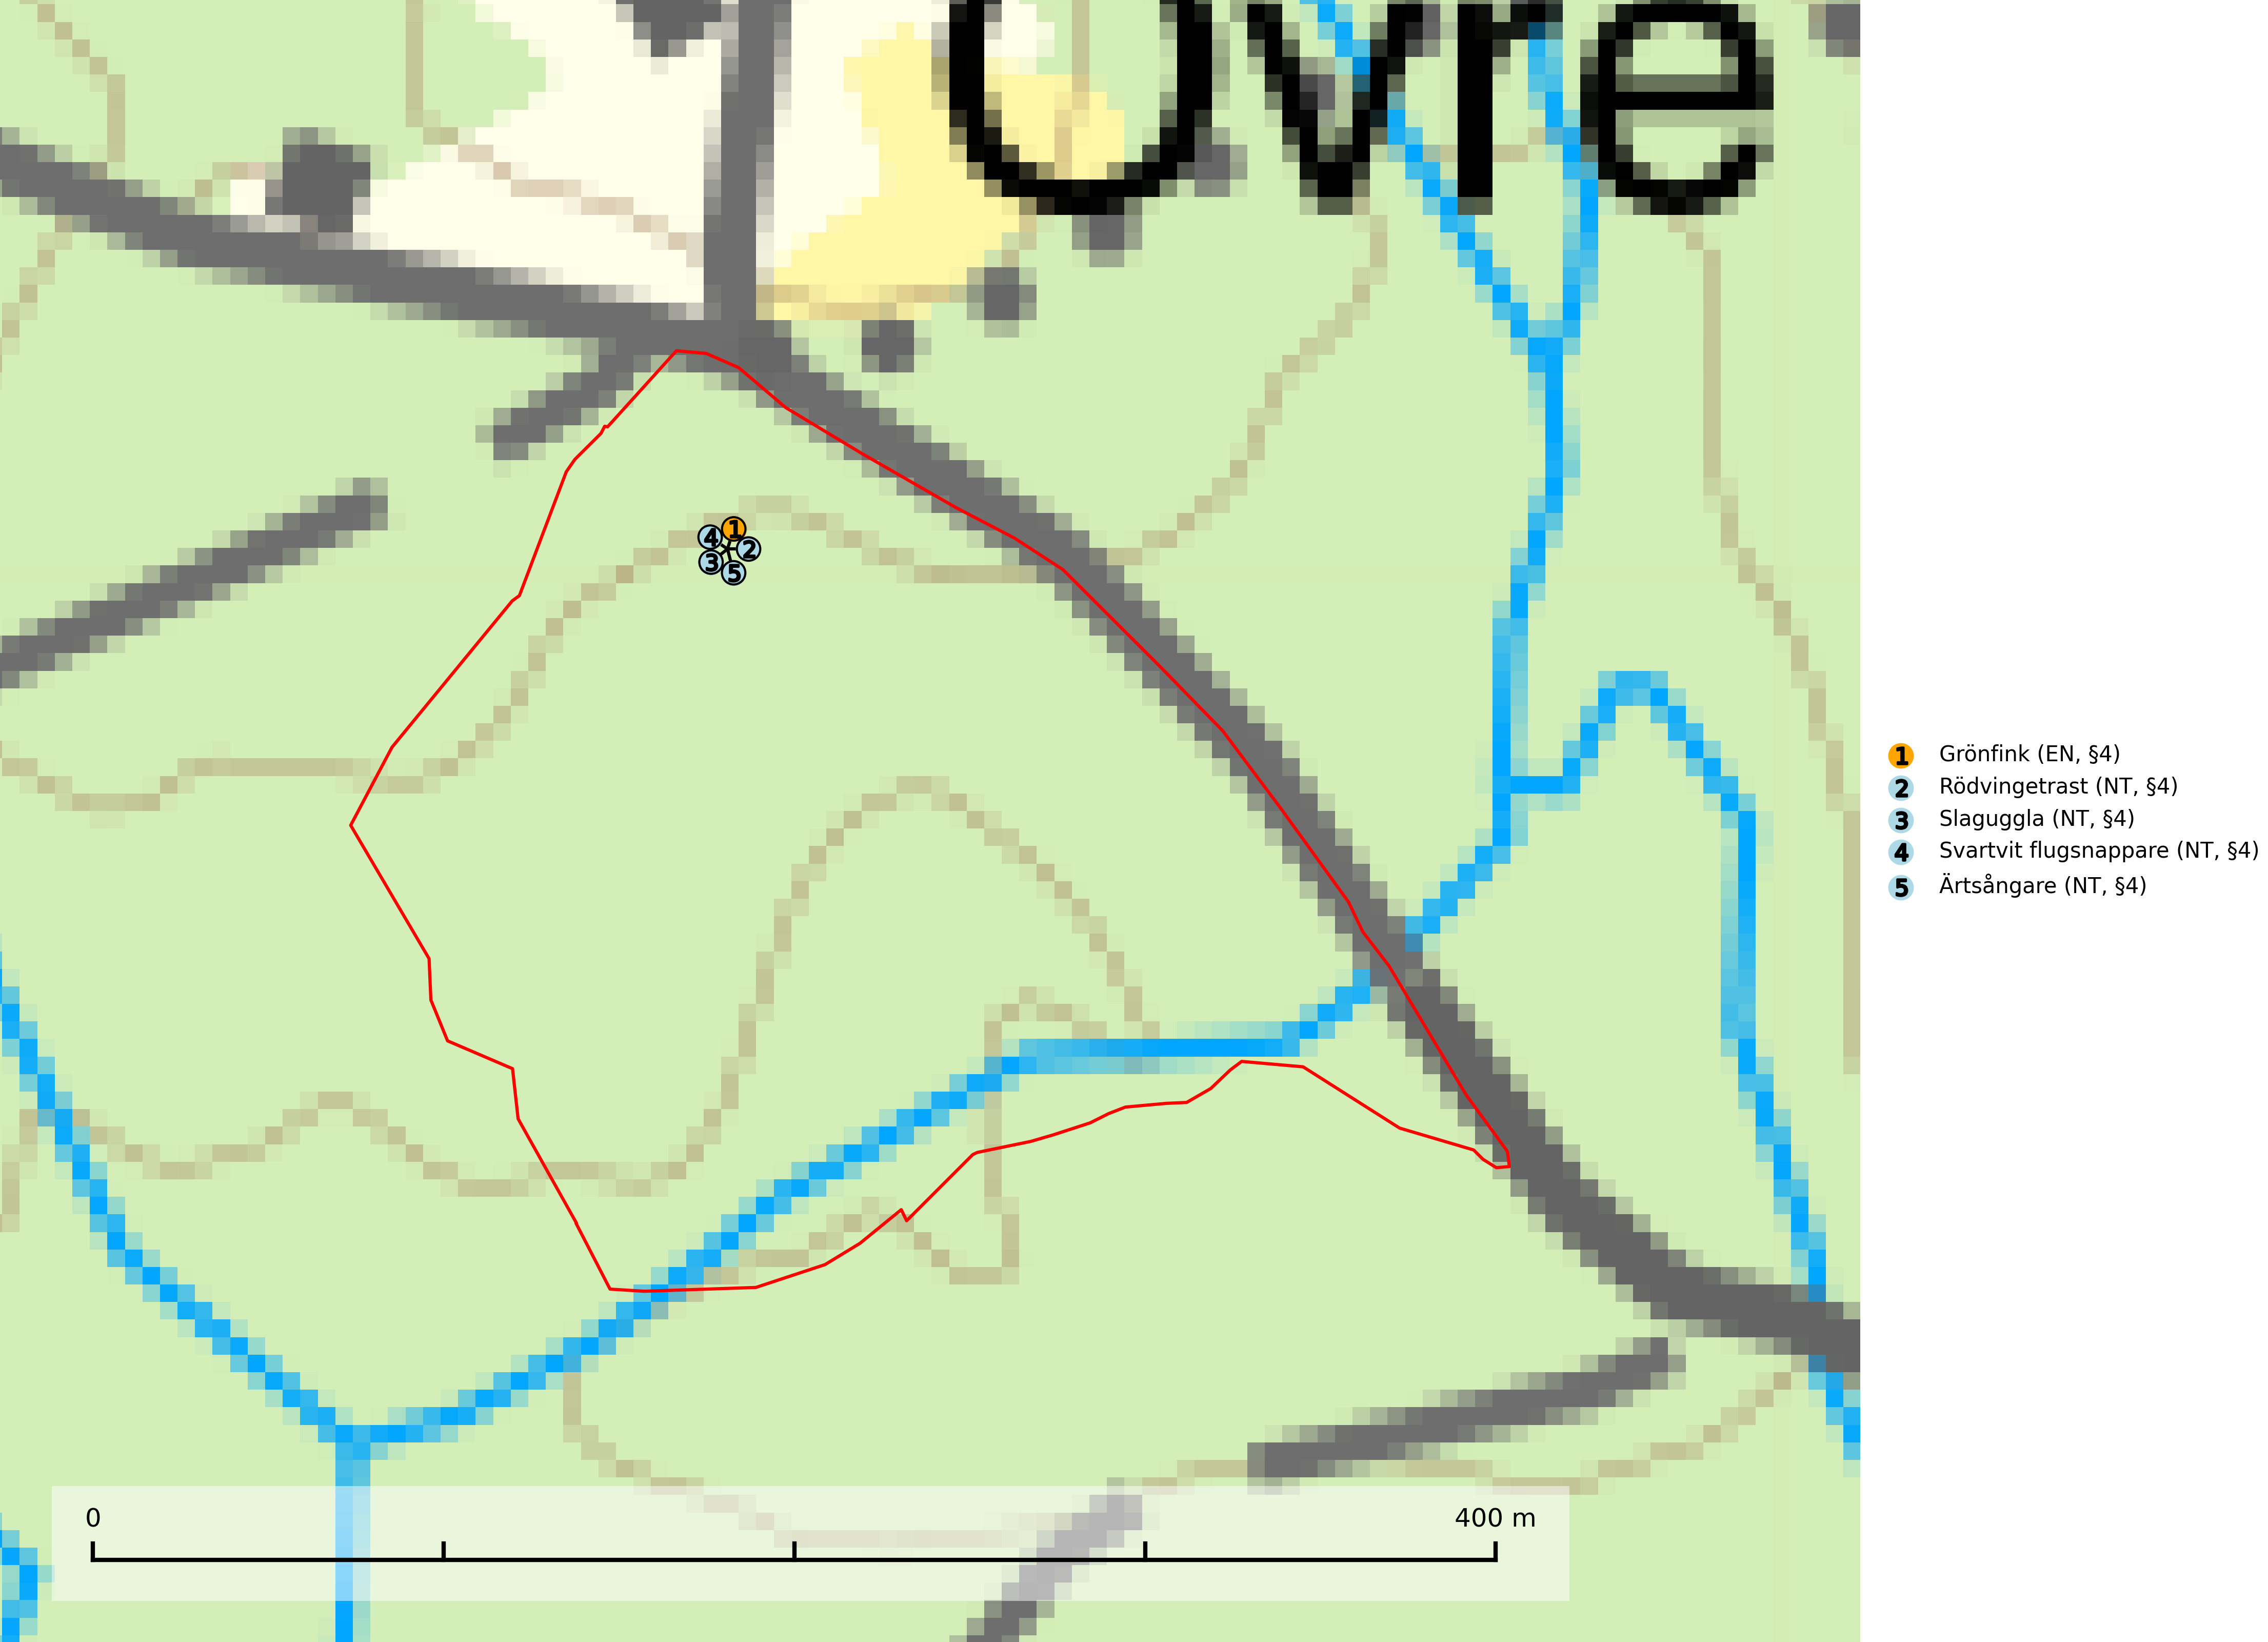 Övre
4 1
2
3
5
1 Grönfink (EN, §4)
2 Rödvingetrast (NT, §4)
3 Slaguggla (NT, §4)
4 Svartvit flugsnappare (NT, §4)
5 Ärtsångare (NT, §4)
0 400 m